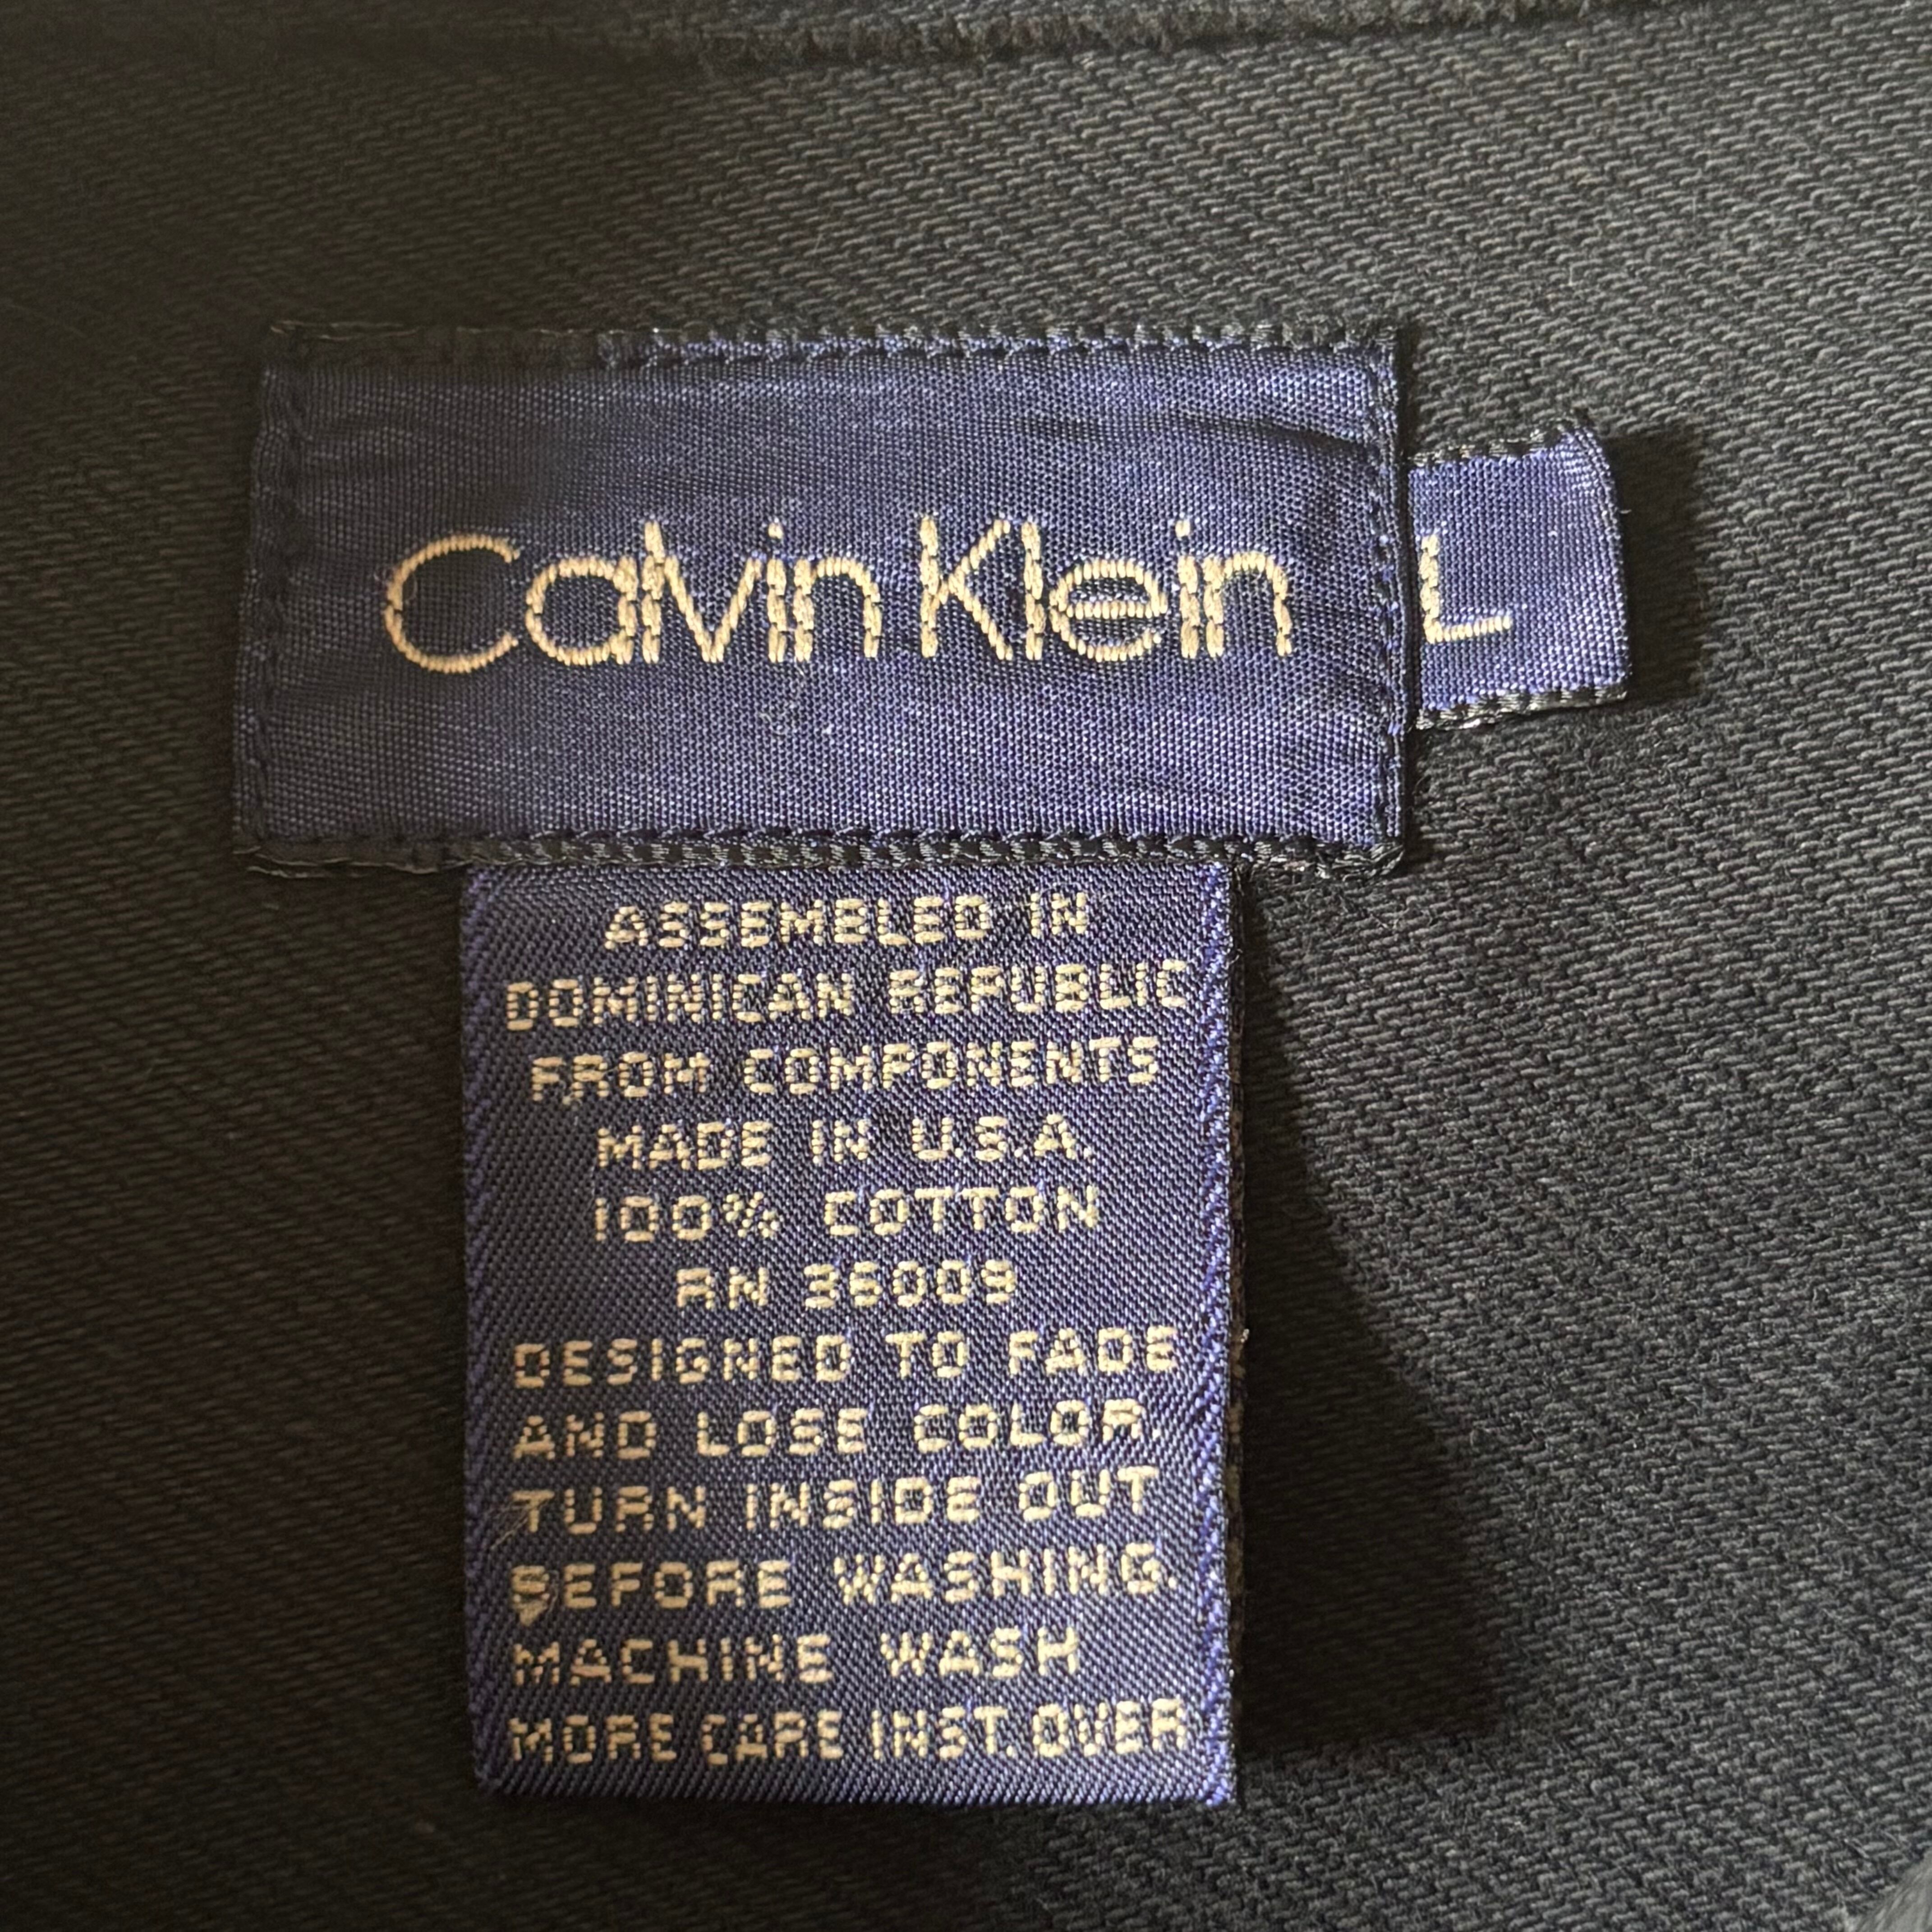 Calvin Klein
L
ASSEMBLED IN
DOMINICAN REPUBLIC
FROM COMPONENTS
MADE IN U.S.A.
100% COTTON
RN 36009
DESIGNED TO FADE
AND LOSE COLOR.
TURN INSIDE OUT
BEFORE WASHING.
MACHINE WASH
MORE CARE INST. OVER